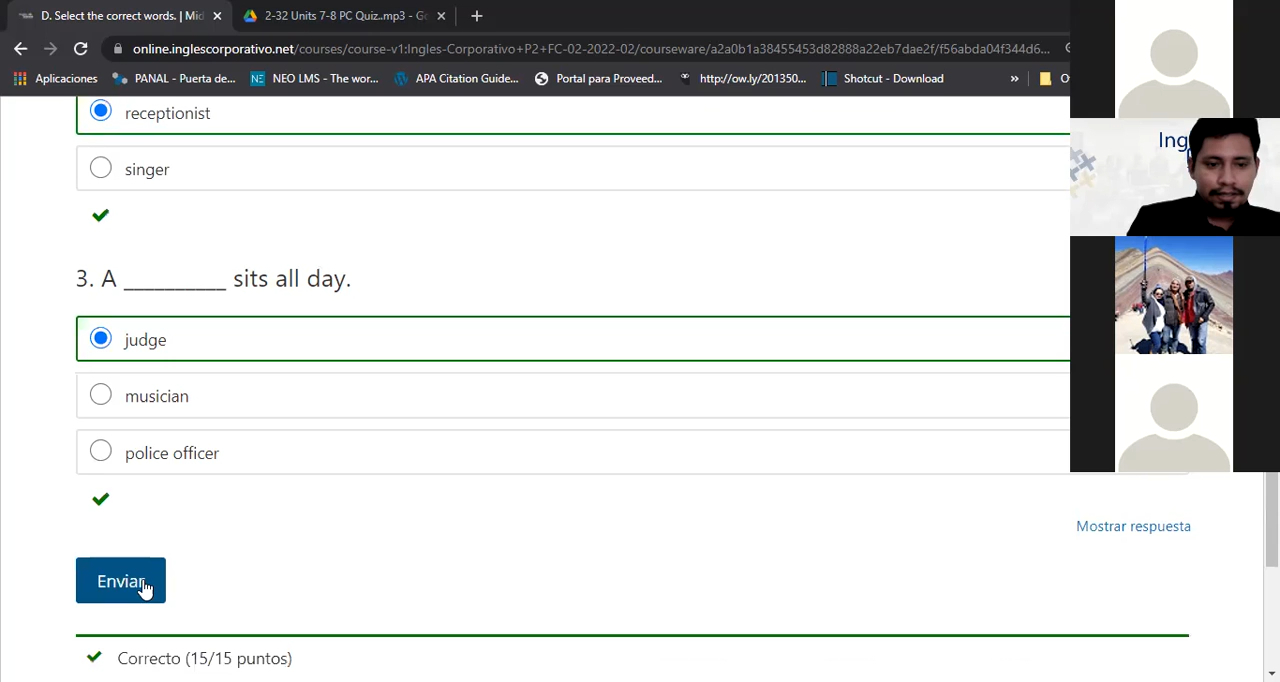 D. Select the correct words. | Mid
2-32 Units 7-8 PC Quiz..mp3 - Go
online.inglescorporativo.net/courses/course-v1:Ingles-Corporativo+P2+FC-02-2022-02/courseware/a2a0b1a38455453d82888a22eb7dae2f/f56abda04f344d6...
Aplicaciones
PANAL - Puerta de...
NEO LMS - The wor...
APA Citation Guide...
Portal para Proveed...
http://ow.ly/201350...
Shotcut - Download
»
receptionist
singer
3. A __________ sits all day.
judge
musician
police officer
Mostrar respuesta
Enviar
Correcto (15/15 puntos)
Ing